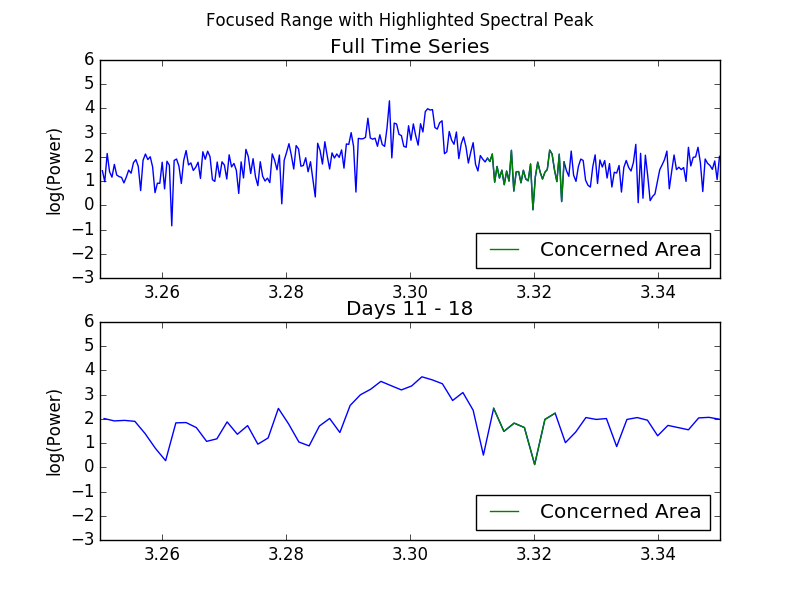 Focused Range with Highlighted Spectral Peak
Full Time Series
6
5
4
3
2
1
0
−1
−2
−3
log(Power)
Concerned Area
3.26 3.28 3.30 3.32 3.34
Days 11 - 18
6
5
4
3
2
1
0
−1
−2
−3
log(Power)
Concerned Area
3.26 3.28 3.30 3.32 3.34